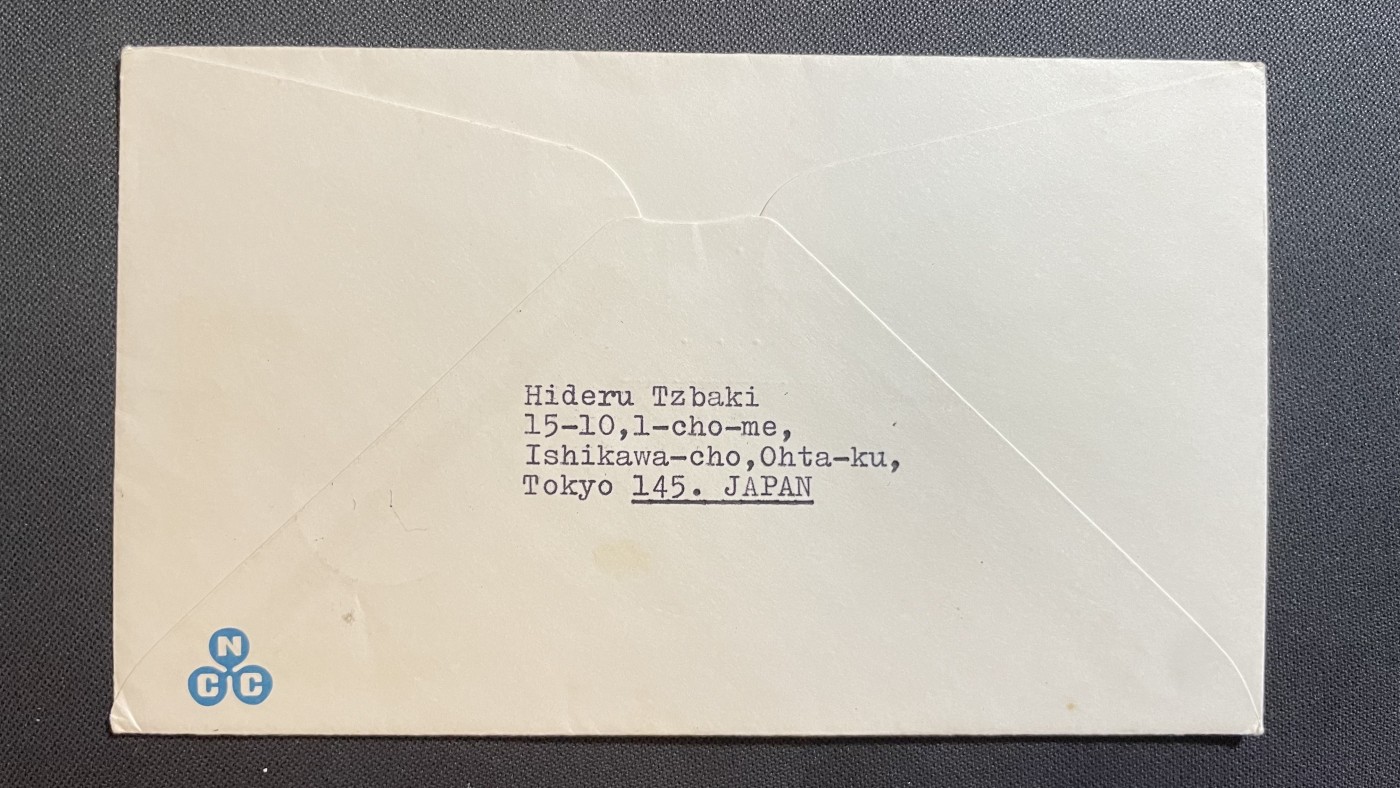 Hideru Tzbaki
15-10,1-cho-me,
Ishikawa-cho,Ohta-ku,
Tokyo 145. JAPAN
N
C C